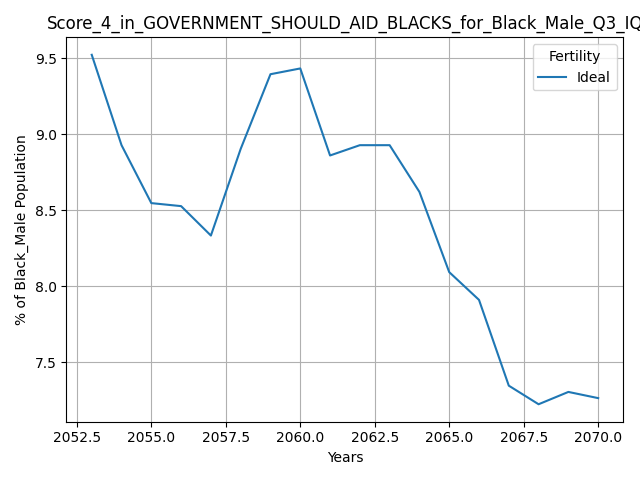 Score_4_in_GOVERNMENT_SHOULD_AID_BLACKS_for_Black_Male_Q3_IQ
Fertility
Ideal
% of Black_Male Population
9.5
9.0
8.5
8.0
7.5
2052.5 2055.0 2057.5 2060.0 2062.5 2065.0 2067.5 2070.0
Years